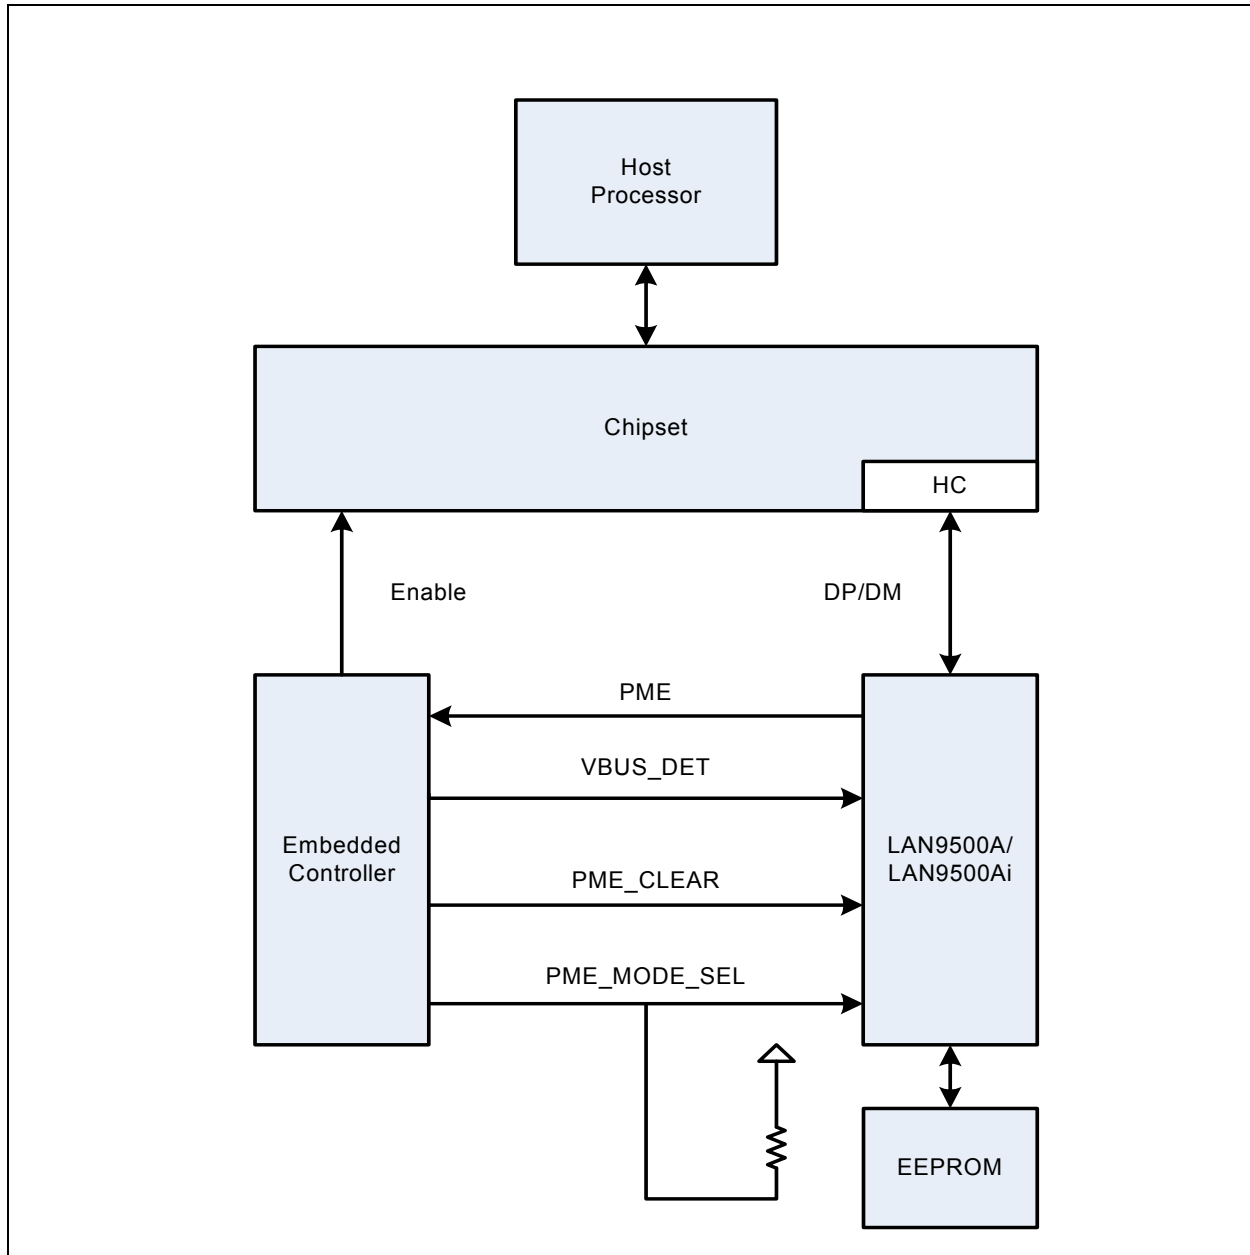 Host
Processor
Chipset
HC
Enable
DP/DM
PME
VBUS_DET
Embedded
Controller
LAN9500A/
LAN9500Ai
PME_CLEAR
PME_MODE_SEL
EEPROM